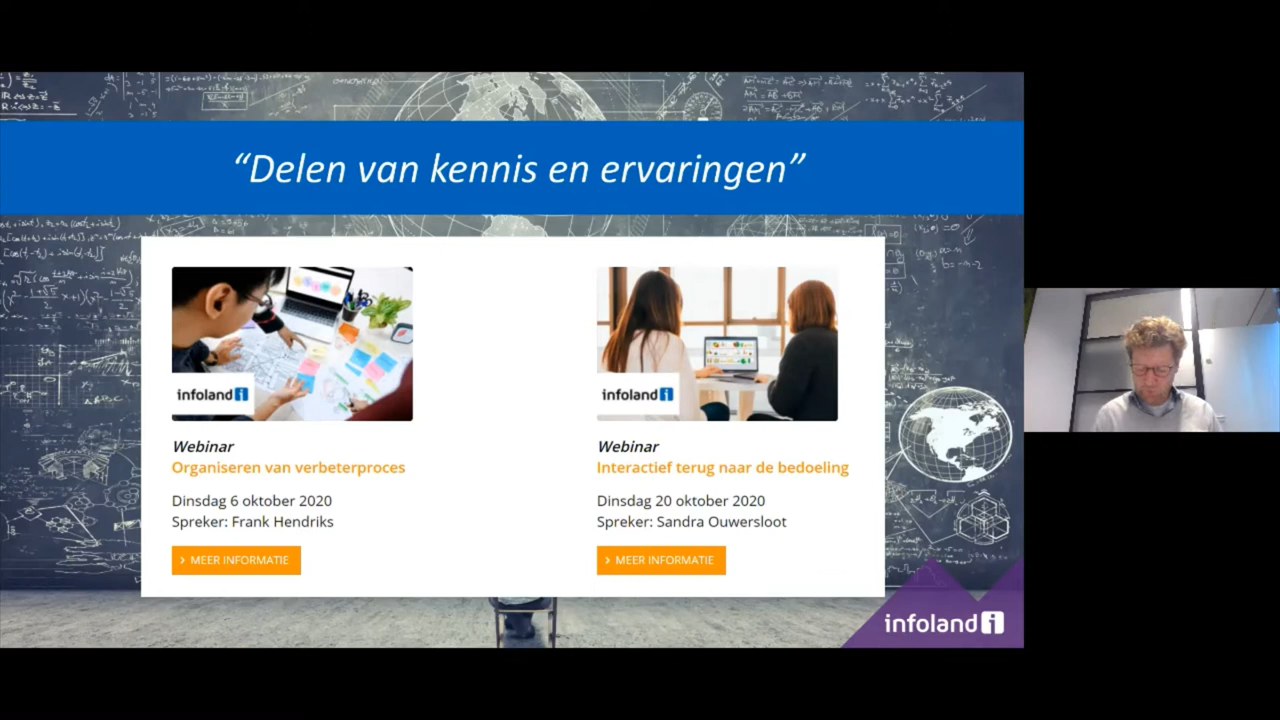 “Delen van kennis en ervaringen”
infoland i
Webinar
Organiseren van verbeterproces
Dinsdag 6 oktober 2020
Spreker: Frank Hendriks
> MEER INFORMATIE
infoland i
Webinar
Interactief terug naar de bedoeling
Dinsdag 20 oktober 2020
Spreker: Sandra Ouwersloot
> MEER INFORMATIE
infoland i